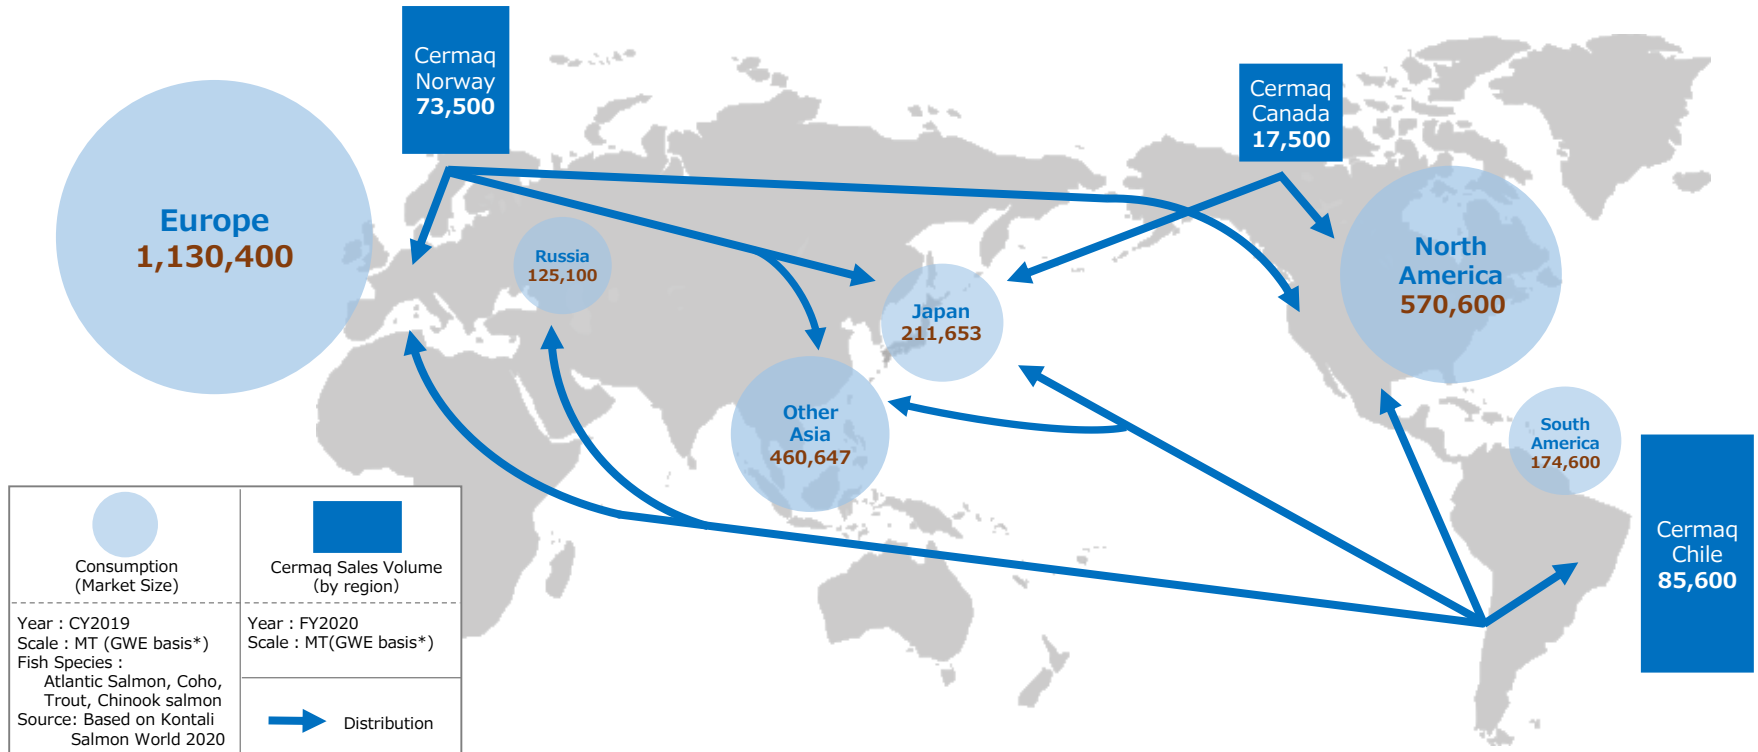 Cermaq
Norway
73,500
Cermaq
Canada
17,500
Europe
1,130,400
Russia
125,100
Japan
211,653
North
America
570,600
Other
Asia
460,647
South
America
174,600
Cermaq
Chile
85,600
Consumption
(Market Size)
Cermaq Sales Volume
(by region)
Year : CY2019
Scale : MT (GWE basis*)
Fish Species :
Atlantic Salmon, Coho,
Trout, Chinook salmon
Source: Based on Kontali
Salmon World 2020
Year : FY2020
Scale : MT(GWE basis*)
Distribution